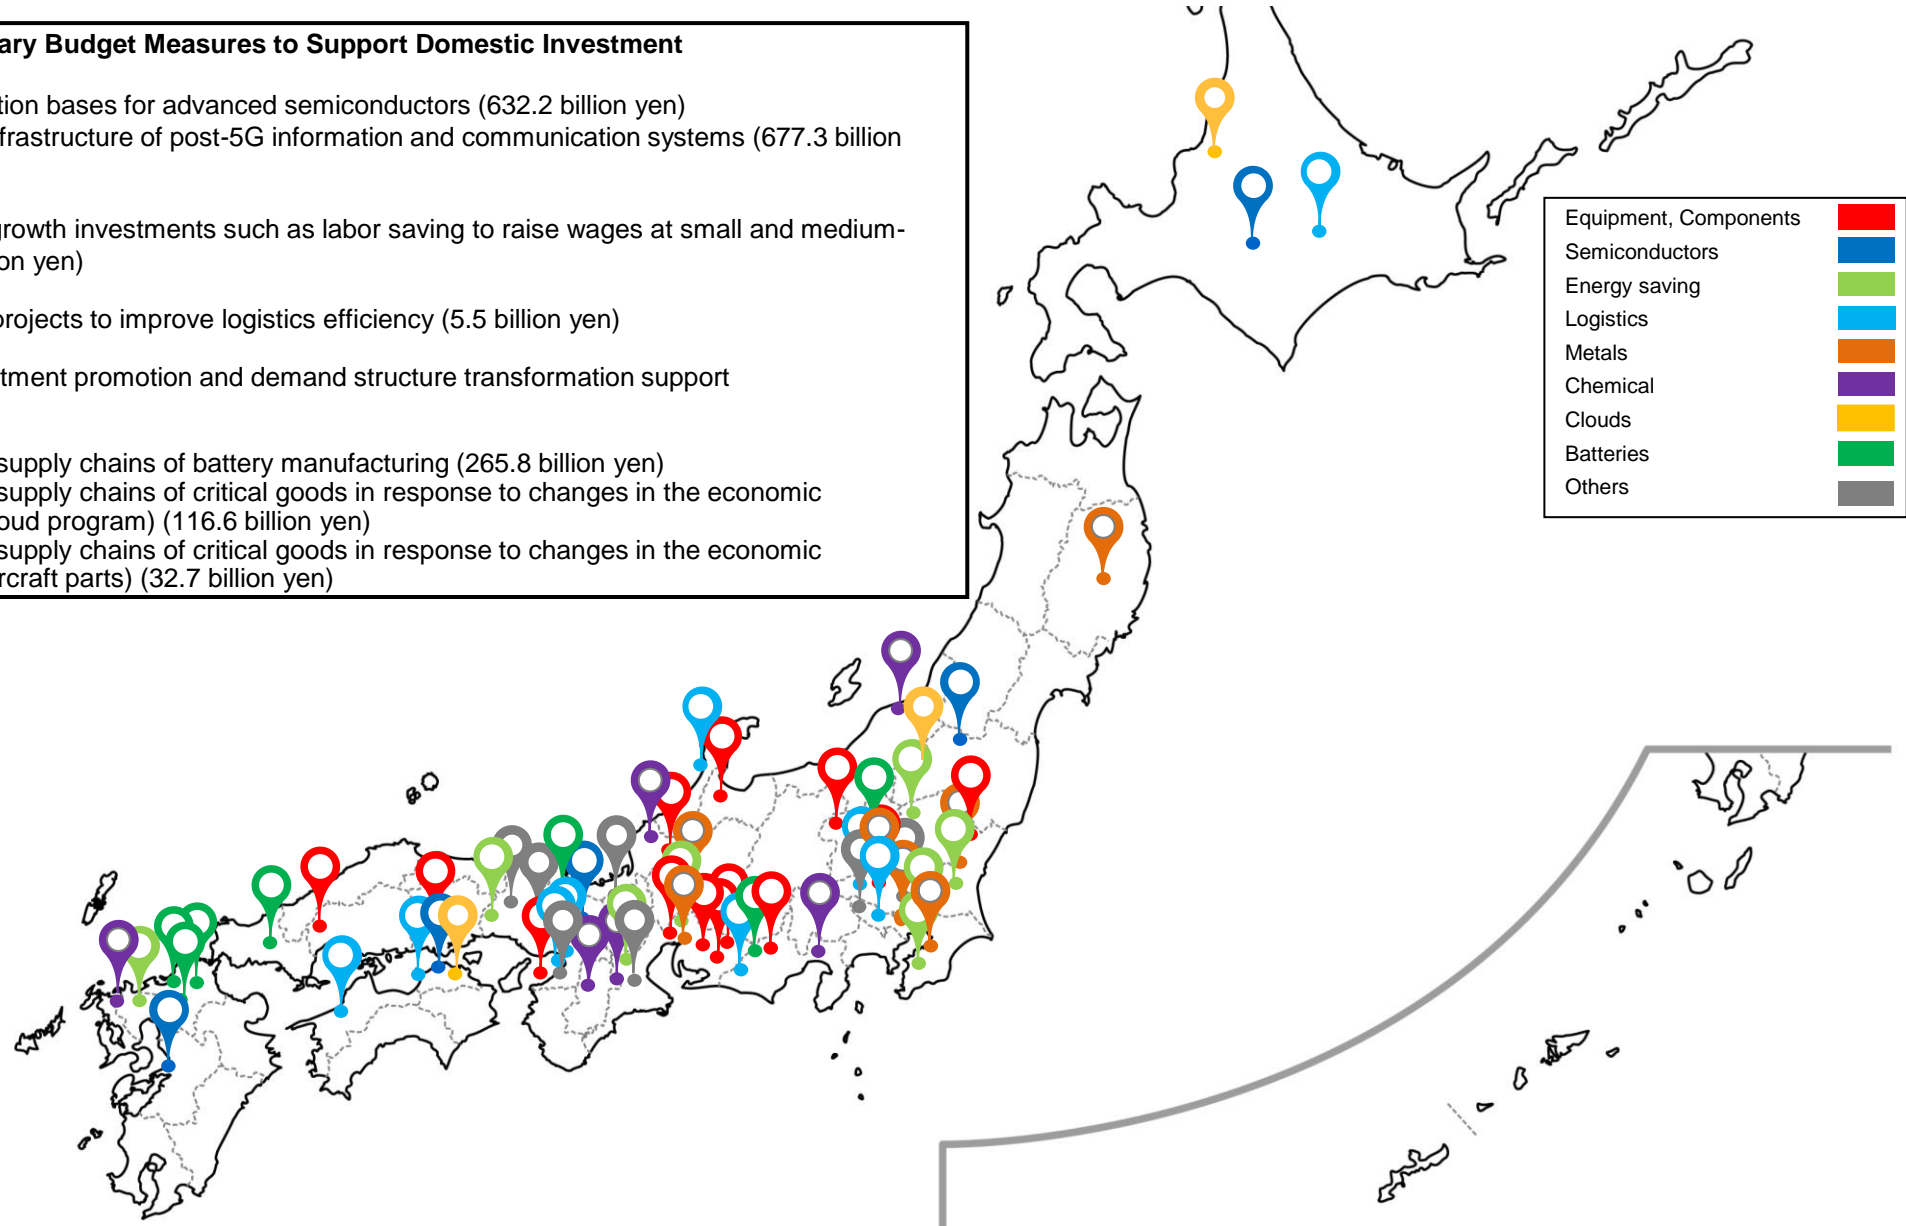 ary Budget Measures to Support Domestic Investment
tion bases for advanced semiconductors (632.2 billion yen)
frastructure of post-5G information and communication systems (677.3 billion
growth investments such as labor saving to raise wages at small and medium-
on yen)
projects to improve logistics efficiency (5.5 billion yen)
tment promotion and demand structure transformation support
supply chains of battery manufacturing (265.8 billion yen)
supply chains of critical goods in response to changes in the economic
oud program) (116.6 billion yen)
supply chains of critical goods in response to changes in the economic
rcraft parts) (32.7 billion yen)
Equipment, Components
Semiconductors
Energy saving
Logistics
Metals
Chemical
Clouds
Batteries
Others